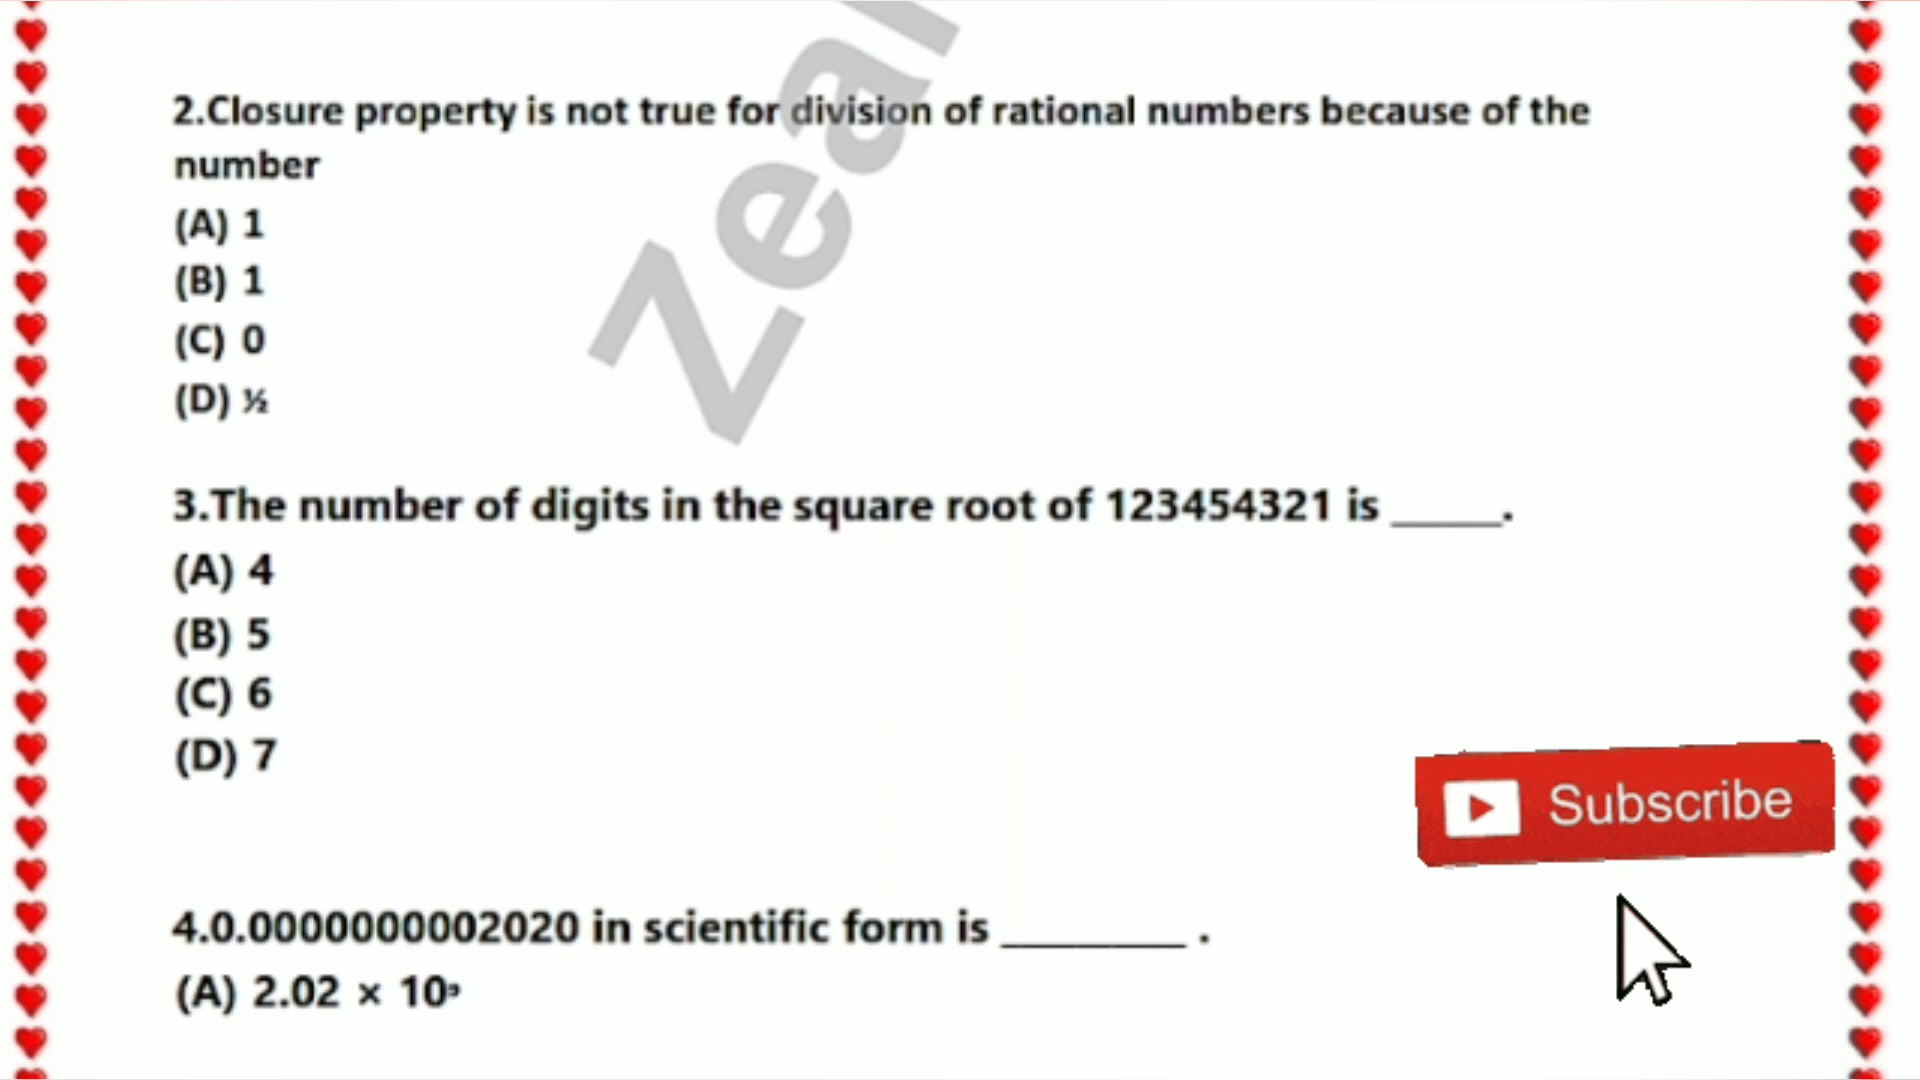 Zeal
2.Closure property is not true for division of rational numbers because of the
number
(A) 1
(B) 1
(C) 0
(D) ½
3.The number of digits in the square root of 123454321 is _____.
(A) 4
(B) 5
(C) 6
(D) 7
Subscribe
4.0.0000000002020 in scientific form is ________ .
(A) 2.02 × 10⁹